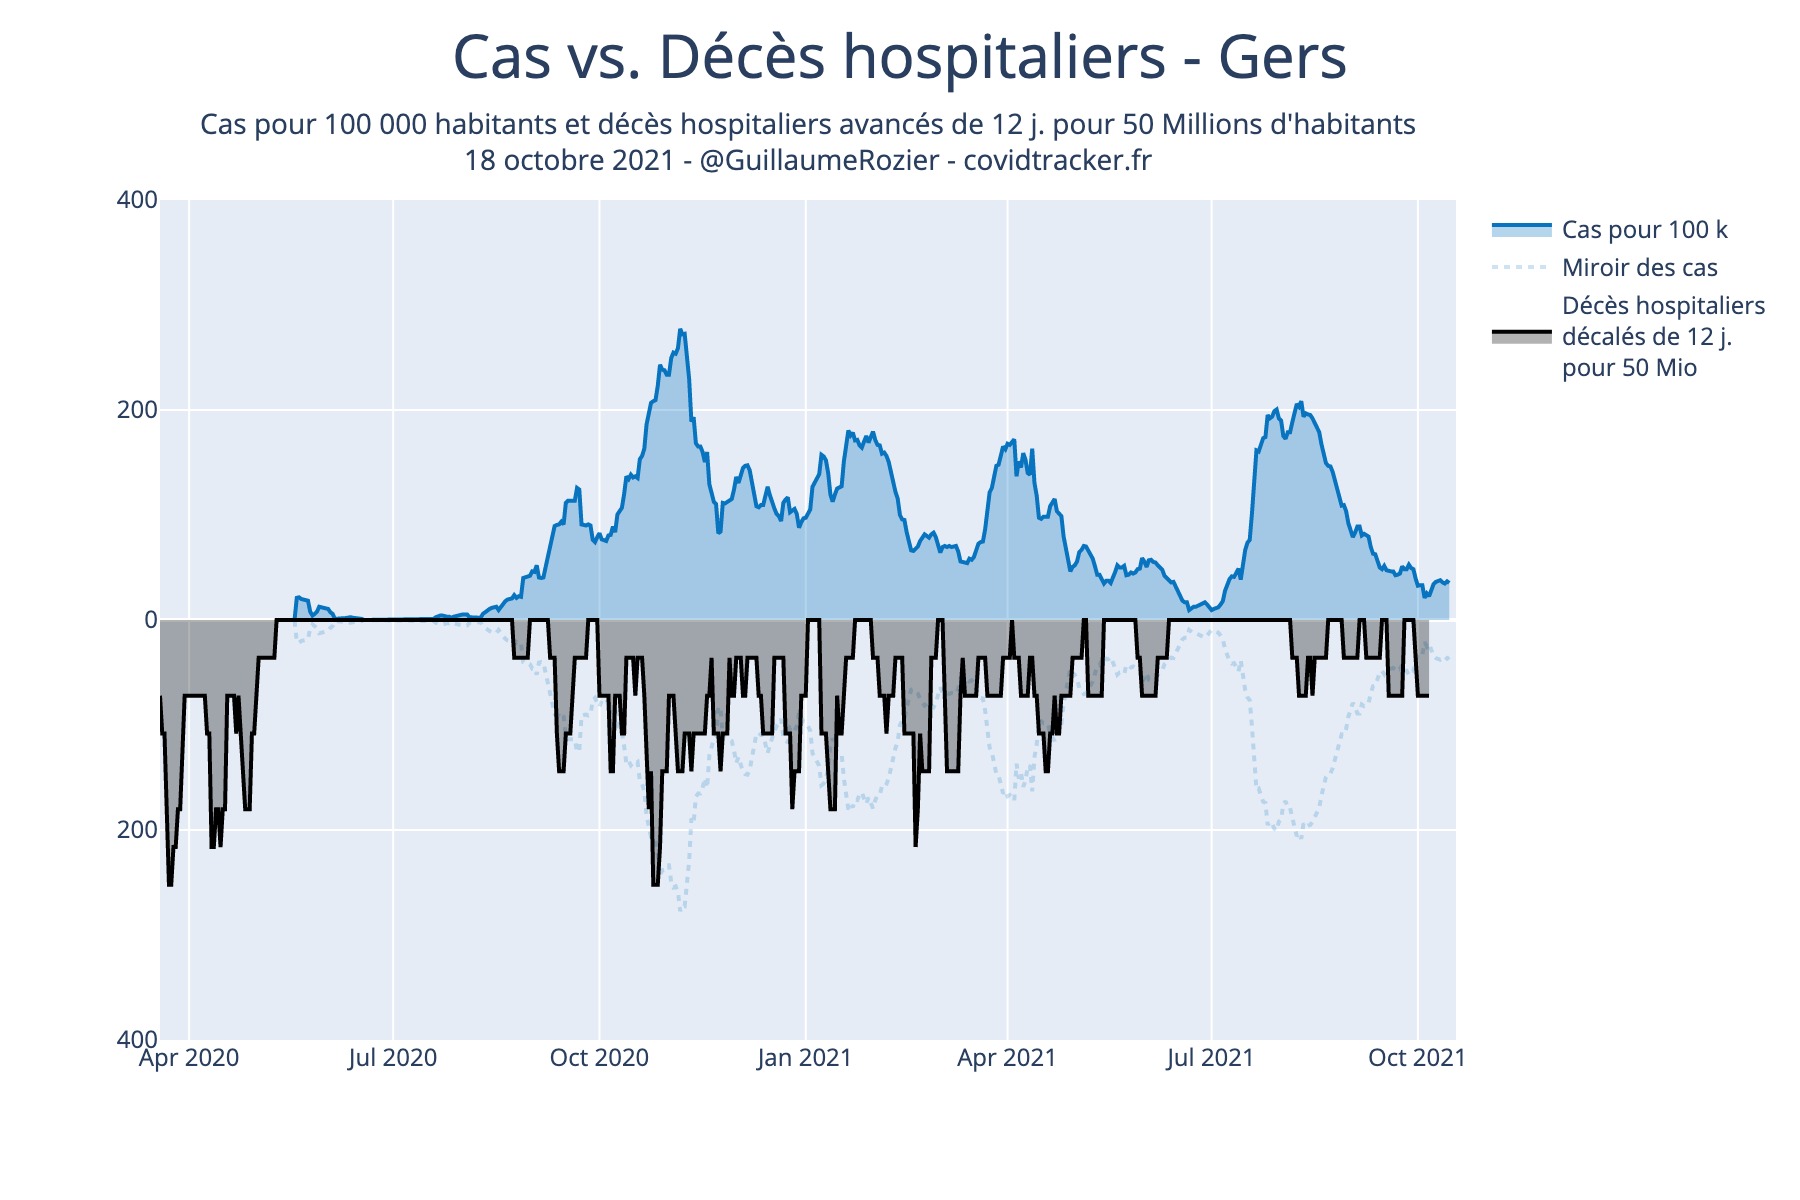 Cas vs. Décès hospitaliers - Gers
Cas pour 100 000 habitants et décès hospitaliers avancés de 12 j. pour 50 Millions d'habitants
18 octobre 2021 - @GuillaumeRozier - covidtracker.fr
400
200
0
200
400
Apr 2020
Jul 2020
Oct 2020
Jan 2021
Apr 2021
Jul 2021
Oct 2021
Cas pour 100 k
Miroir des cas
Décès hospitaliers
décalés de 12 j.
pour 50 Mio